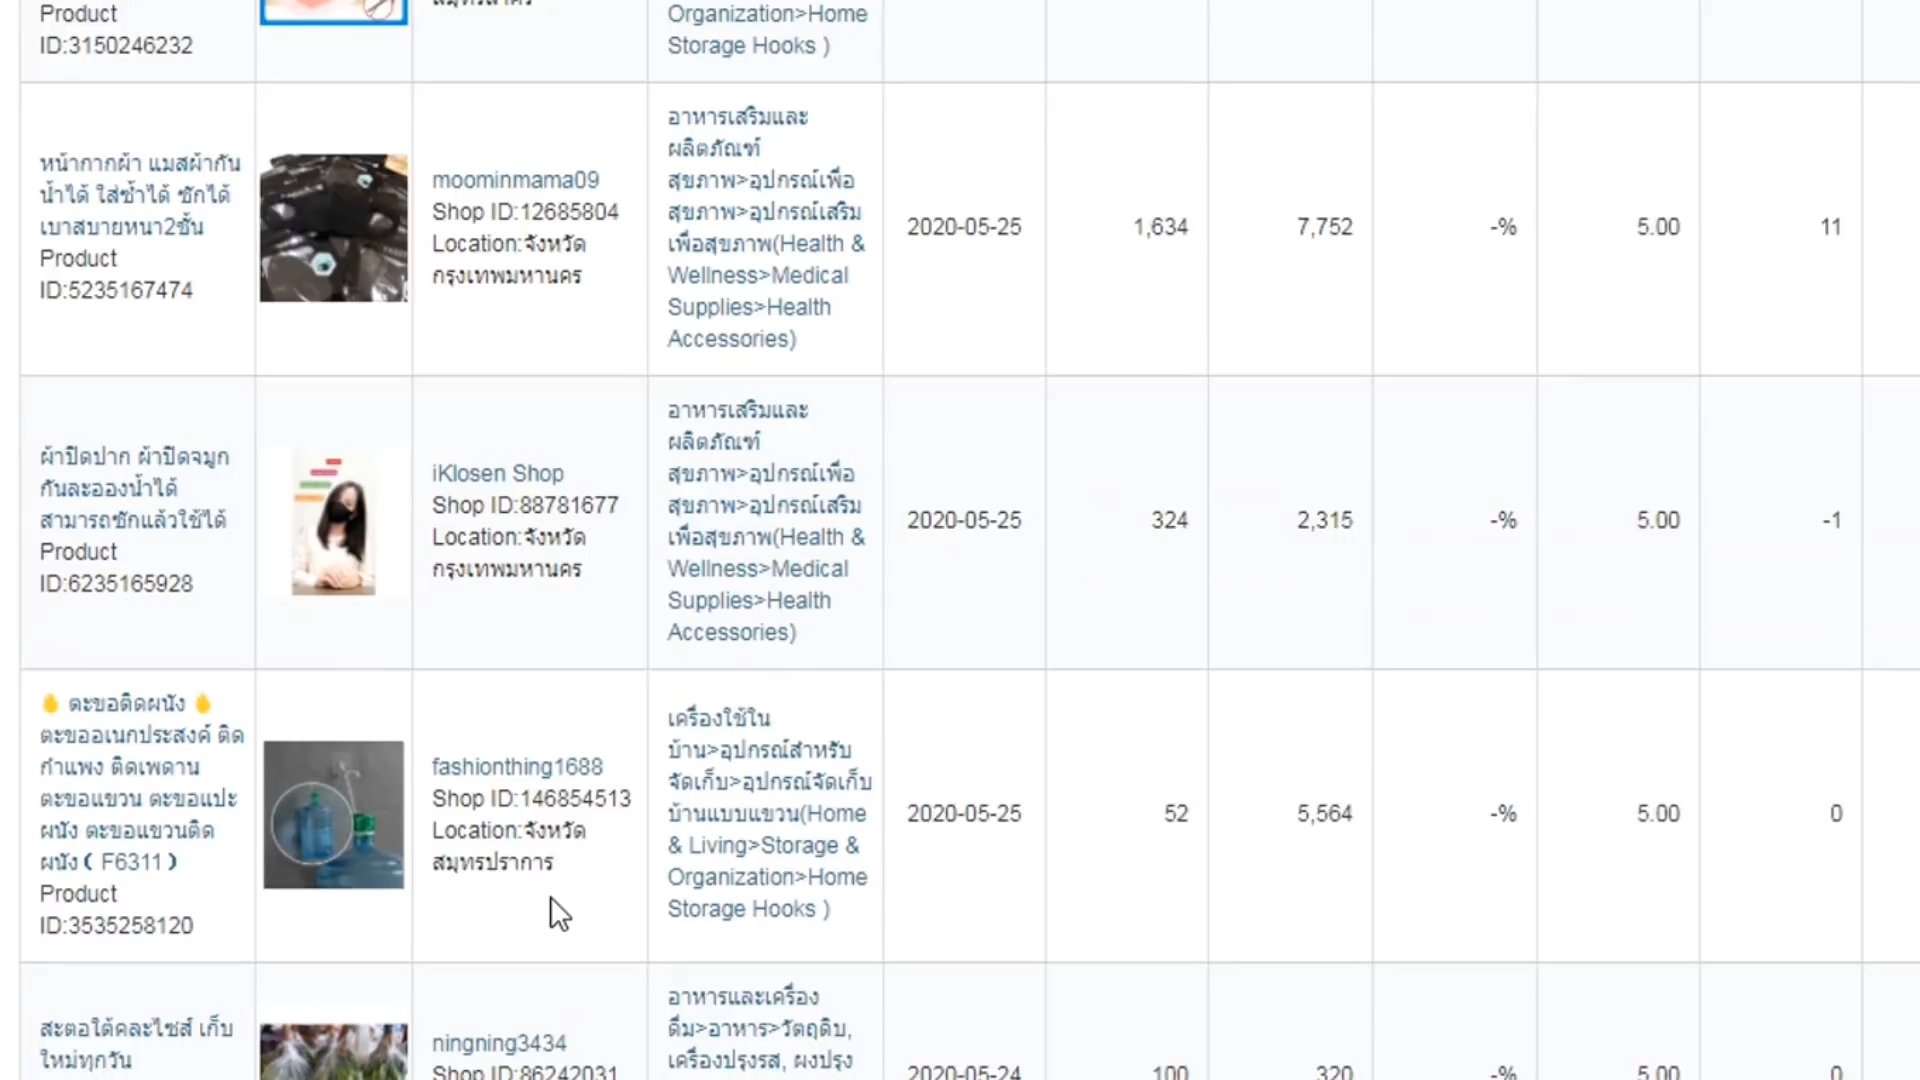 Product
ID:3150246232
Organization>Home
Storage Hooks )
หน้ากากผ้า แมสผ้ากัน
น้ำได้ ใส่ซ้ำได้ ซักได้
เบาสบายหนา2ชั้น
Product
ID:5235167474
moominmama09
Shop ID:12685804
Location:จังหวัด
กรุงเทพมหานคร
อาหารเสริมและ
ผลิตภัณฑ์
สุขภาพ>อุปกรณ์เพื่อ
สุขภาพ>อุปกรณ์เสริม
เพื่อสุขภาพ(Health &
Wellness>Medical
Supplies>Health
Accessories)
2020-05-25
1,634
7,752
-%
5.00
11
ผ้าปิดปาก ผ้าปิดจมูก
กันละอองน้ำได้
สามารถซักแล้วใช้ได้
Product
ID:6235165928
iKlosen Shop
Shop ID:88781677
Location:จังหวัด
กรุงเทพมหานคร
อาหารเสริมและ
ผลิตภัณฑ์
สุขภาพ>อุปกรณ์เพื่อ
สุขภาพ>อุปกรณ์เสริม
เพื่อสุขภาพ(Health &
Wellness>Medical
Supplies>Health
Accessories)
2020-05-25
324
2,315
-%
5.00
-1
ตะขอติดผนัง
ตะขออเนกประสงค์ ติด
กำแพง ติดเพดาน
ตะขอแขวน ตะขอแปะ
ผนัง ตะขอแขวนติด
ผนัง ( F6311 )
Product
ID:3535258120
fashionthing1688
Shop ID:146854513
Location:จังหวัด
สมุทรปราการ
เครื่องใช้ใน
บ้าน>อุปกรณ์สำหรับ
จัดเก็บ>อุปกรณ์จัดเก็บ
บ้านแบบแขวน(Home
& Living>Storage &
Organization>Home
Storage Hooks )
2020-05-25
52
5,564
-%
5.00
0
สะตอใต้คละไซส์ เก็บ
ใหม่ทุกวัน
ningning3434
Shop ID:86242031
อาหารและเครื่อง
ดื่ม>อาหาร>วัตถุดิบ,
เครื่องปรุงรส, ผงปรุง
2020-05-24
100
320
-%
5.00
0